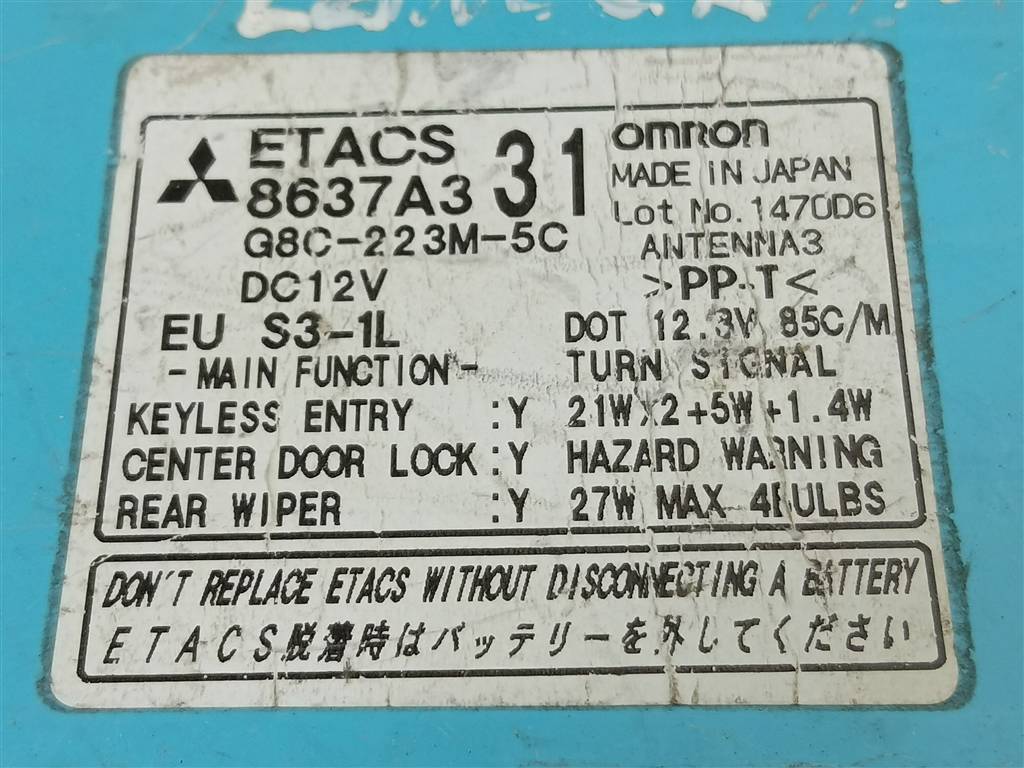 ETACS
8637A331
G8C-223M-5C
DC12V
EU S3-1L
-MAIN FUNCTION-
KEYLESS ENTRY :Y
CENTER DOOR LOCK:Y
REAR WIPER :Y
OMRON
MADE IN JAPAN
Lot No.1470D6
ANTENNA3
>PP-T<
DOT 12.3V 85C/M
TURN SIGNAL
21W×2+5W+1.4W
HAZARD WARNING
27W MAX 4BULBS
DON'T REPLACE ETACS WITHOUT DISCONNECTING A BATTERY
ETACS脱着時はバッテリーを外してください